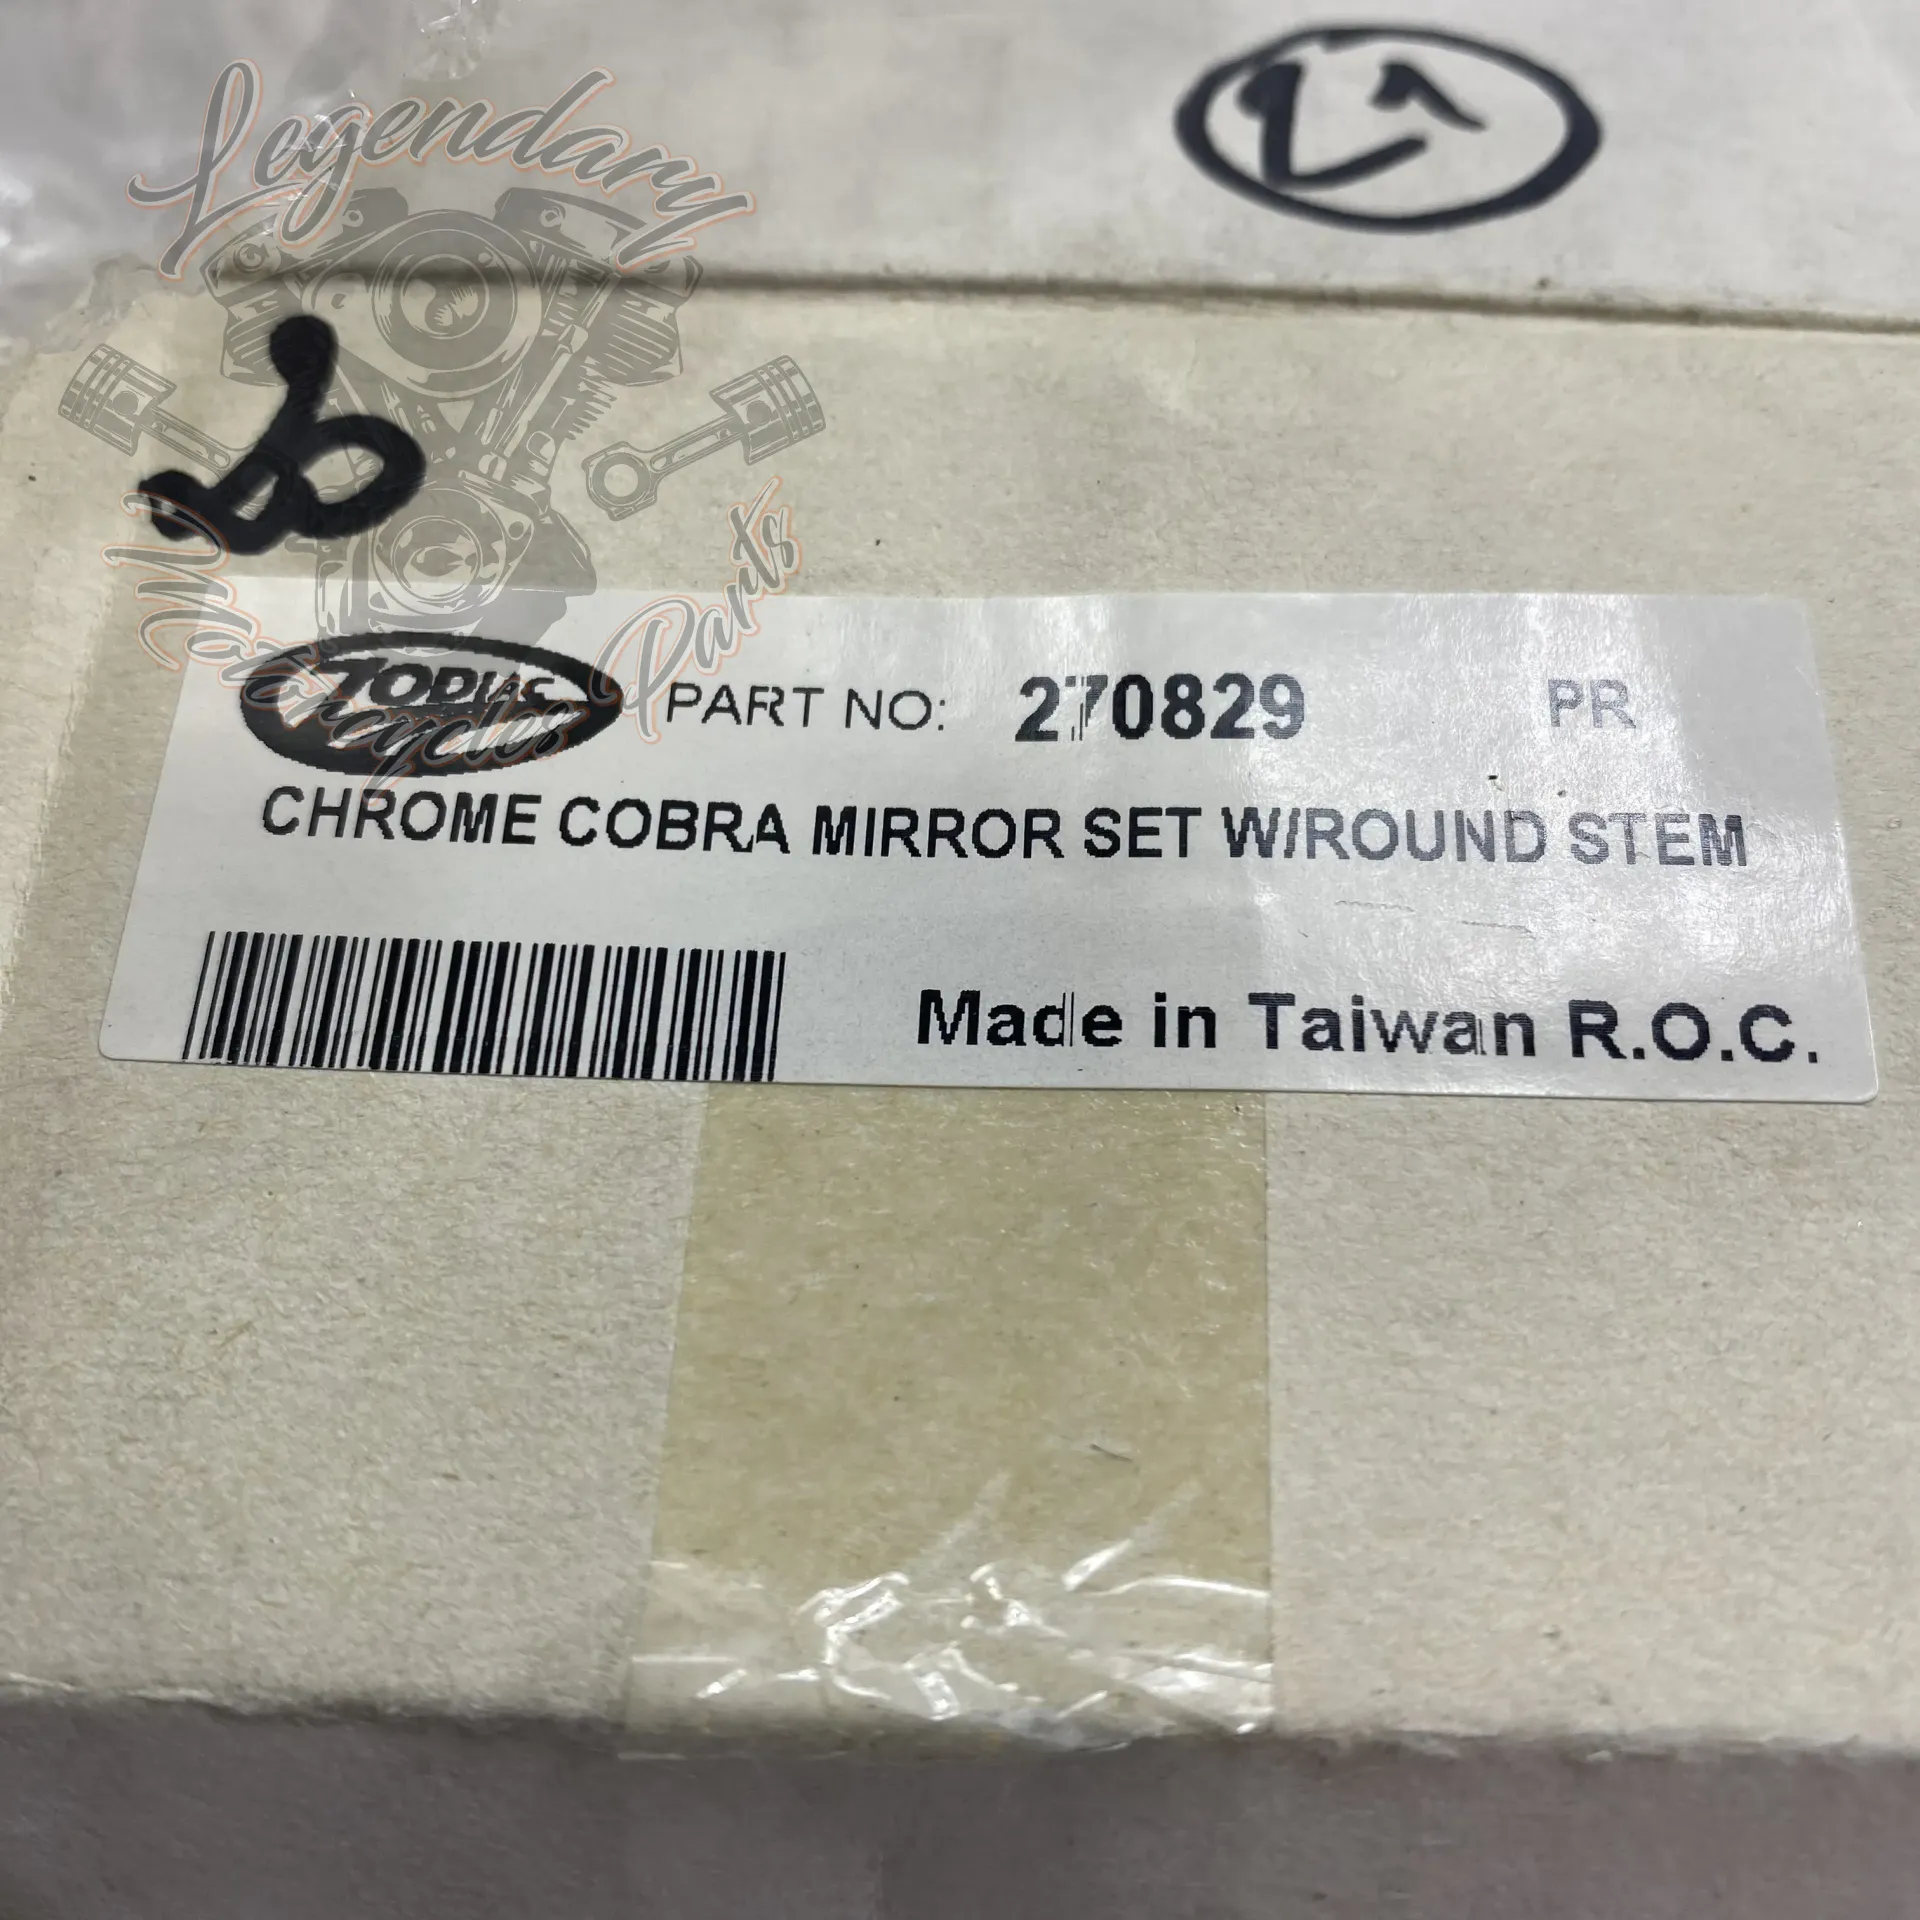 Legendary
Motorcycles Parts
ZODIAC PART NO: 270829 PR
CHROME COBRA MIRROR SET W/ROUND STEM
Made in Taiwan R.O.C.